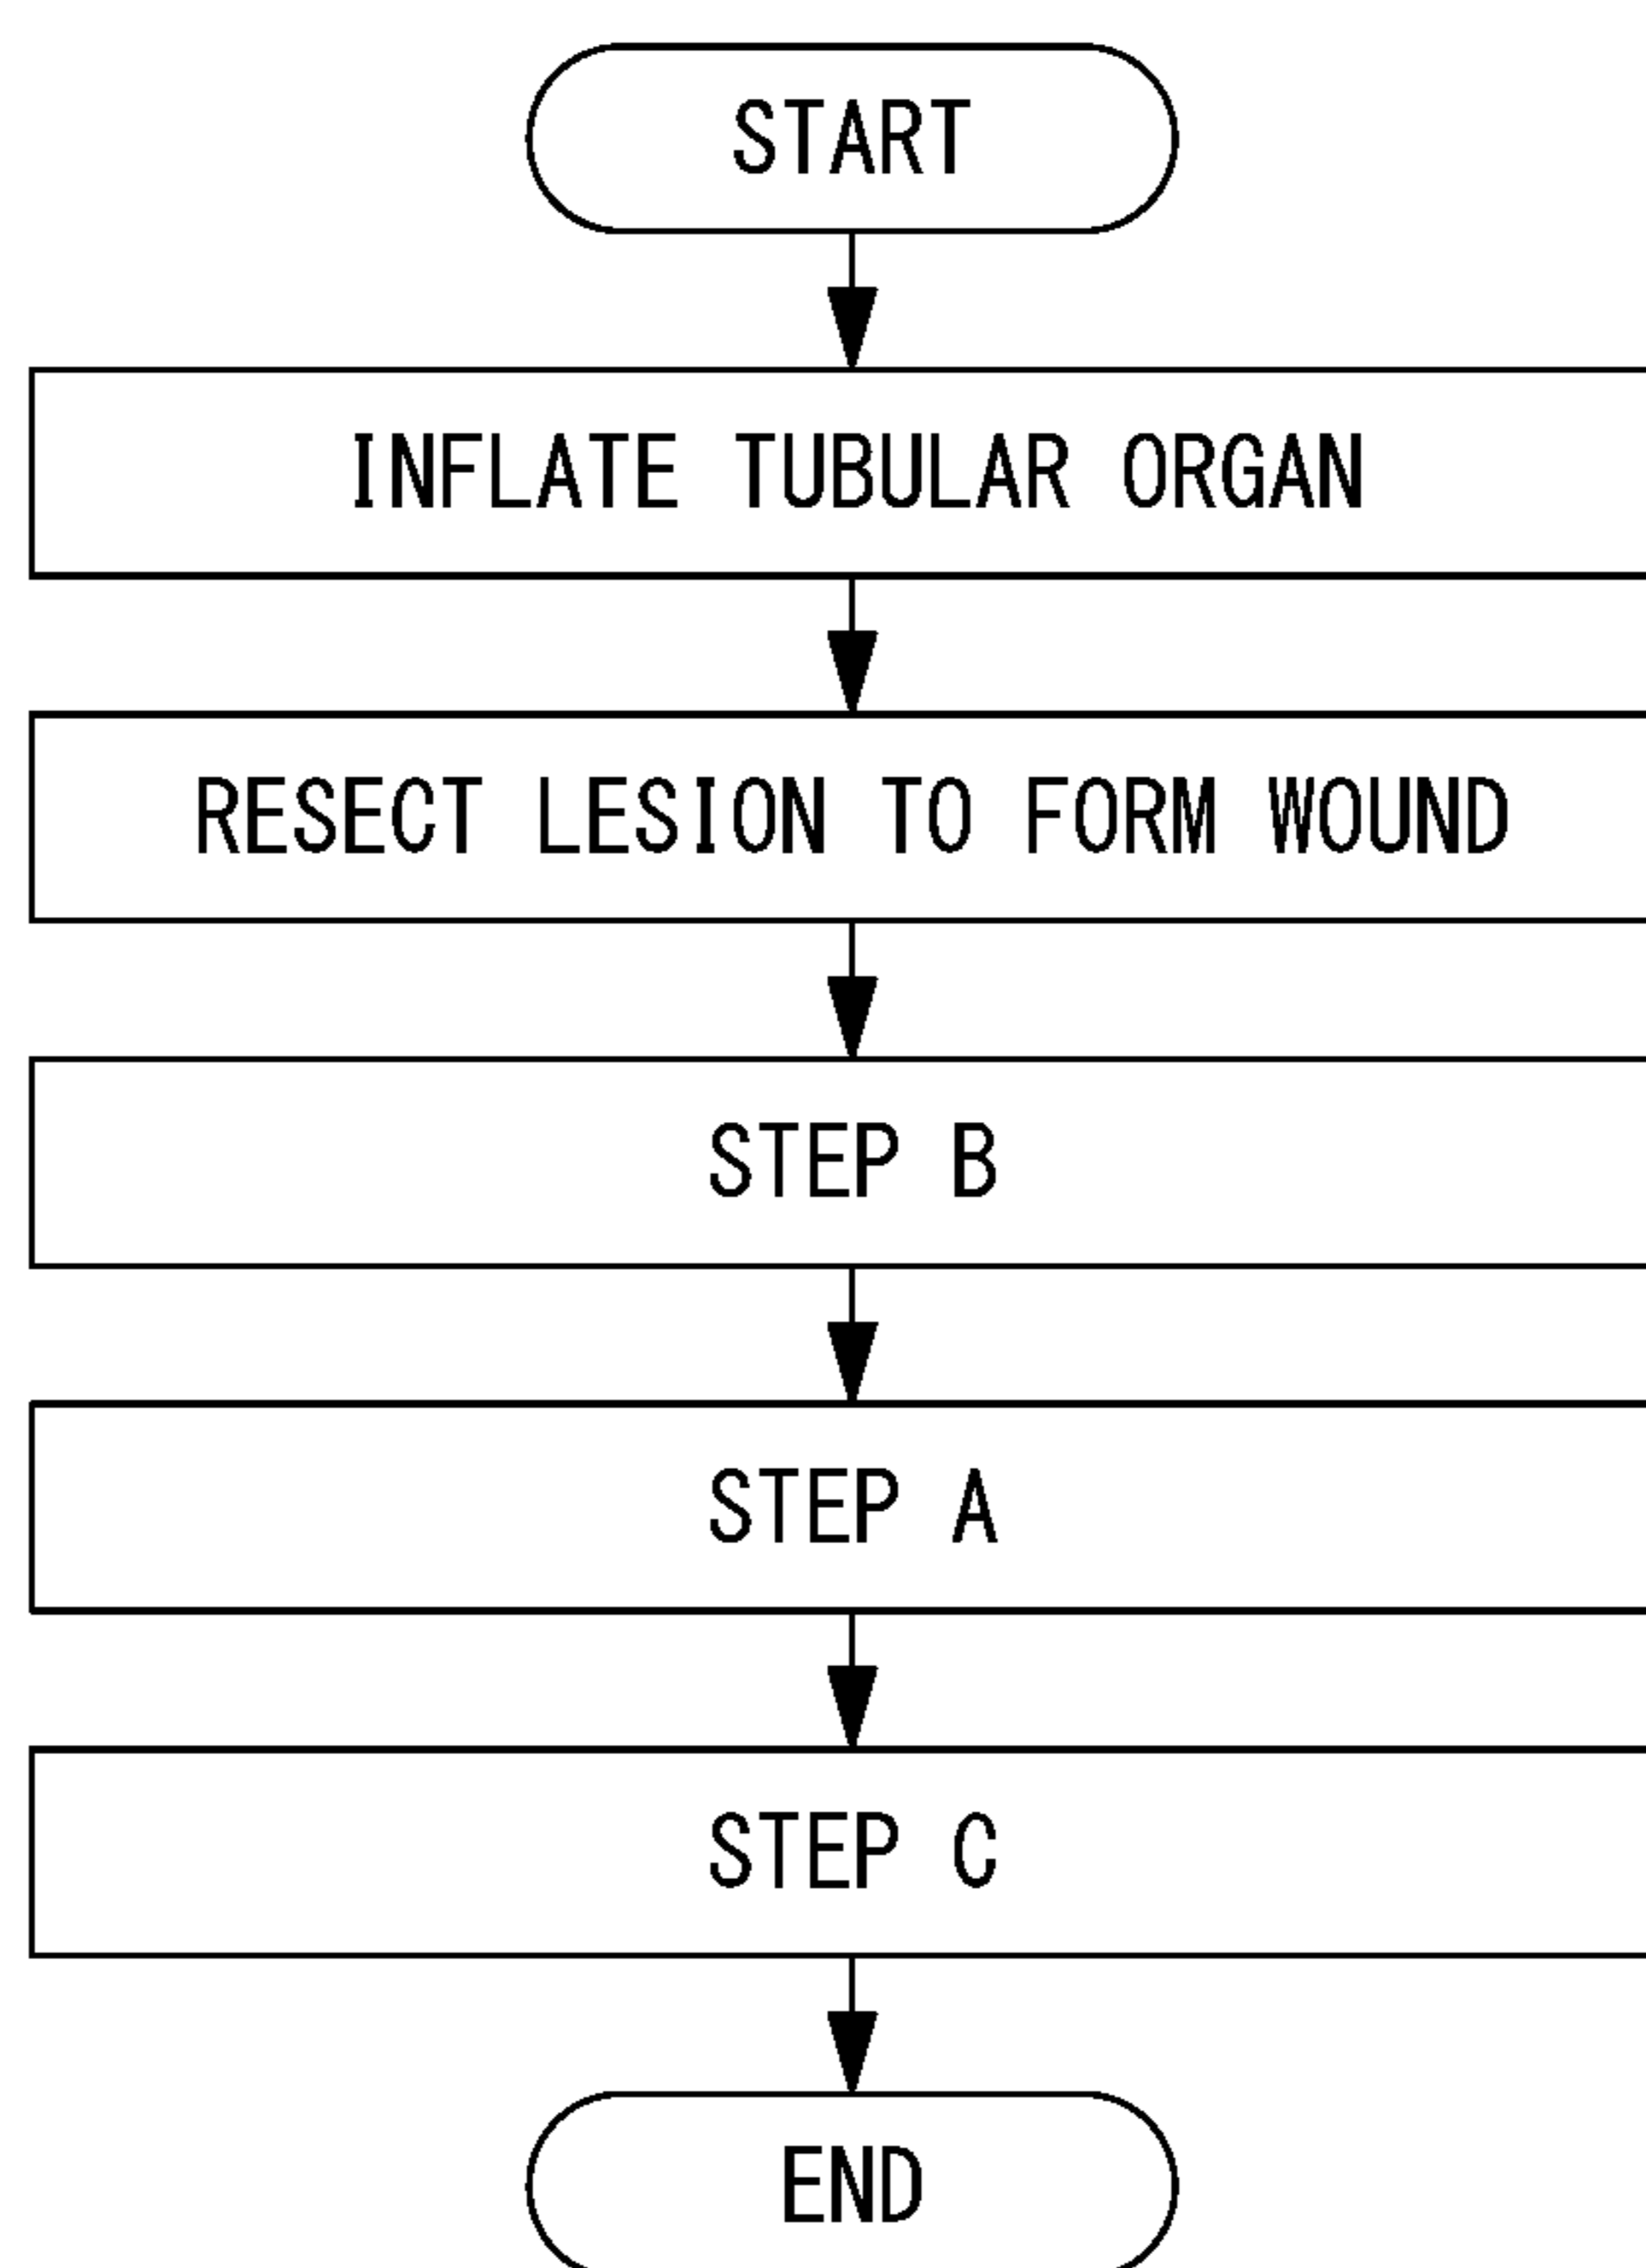 START
INFLATE TUBULAR ORGAN
RESECT LESION TO FORM WOUND
STEP B
STEP A
STEP C
END